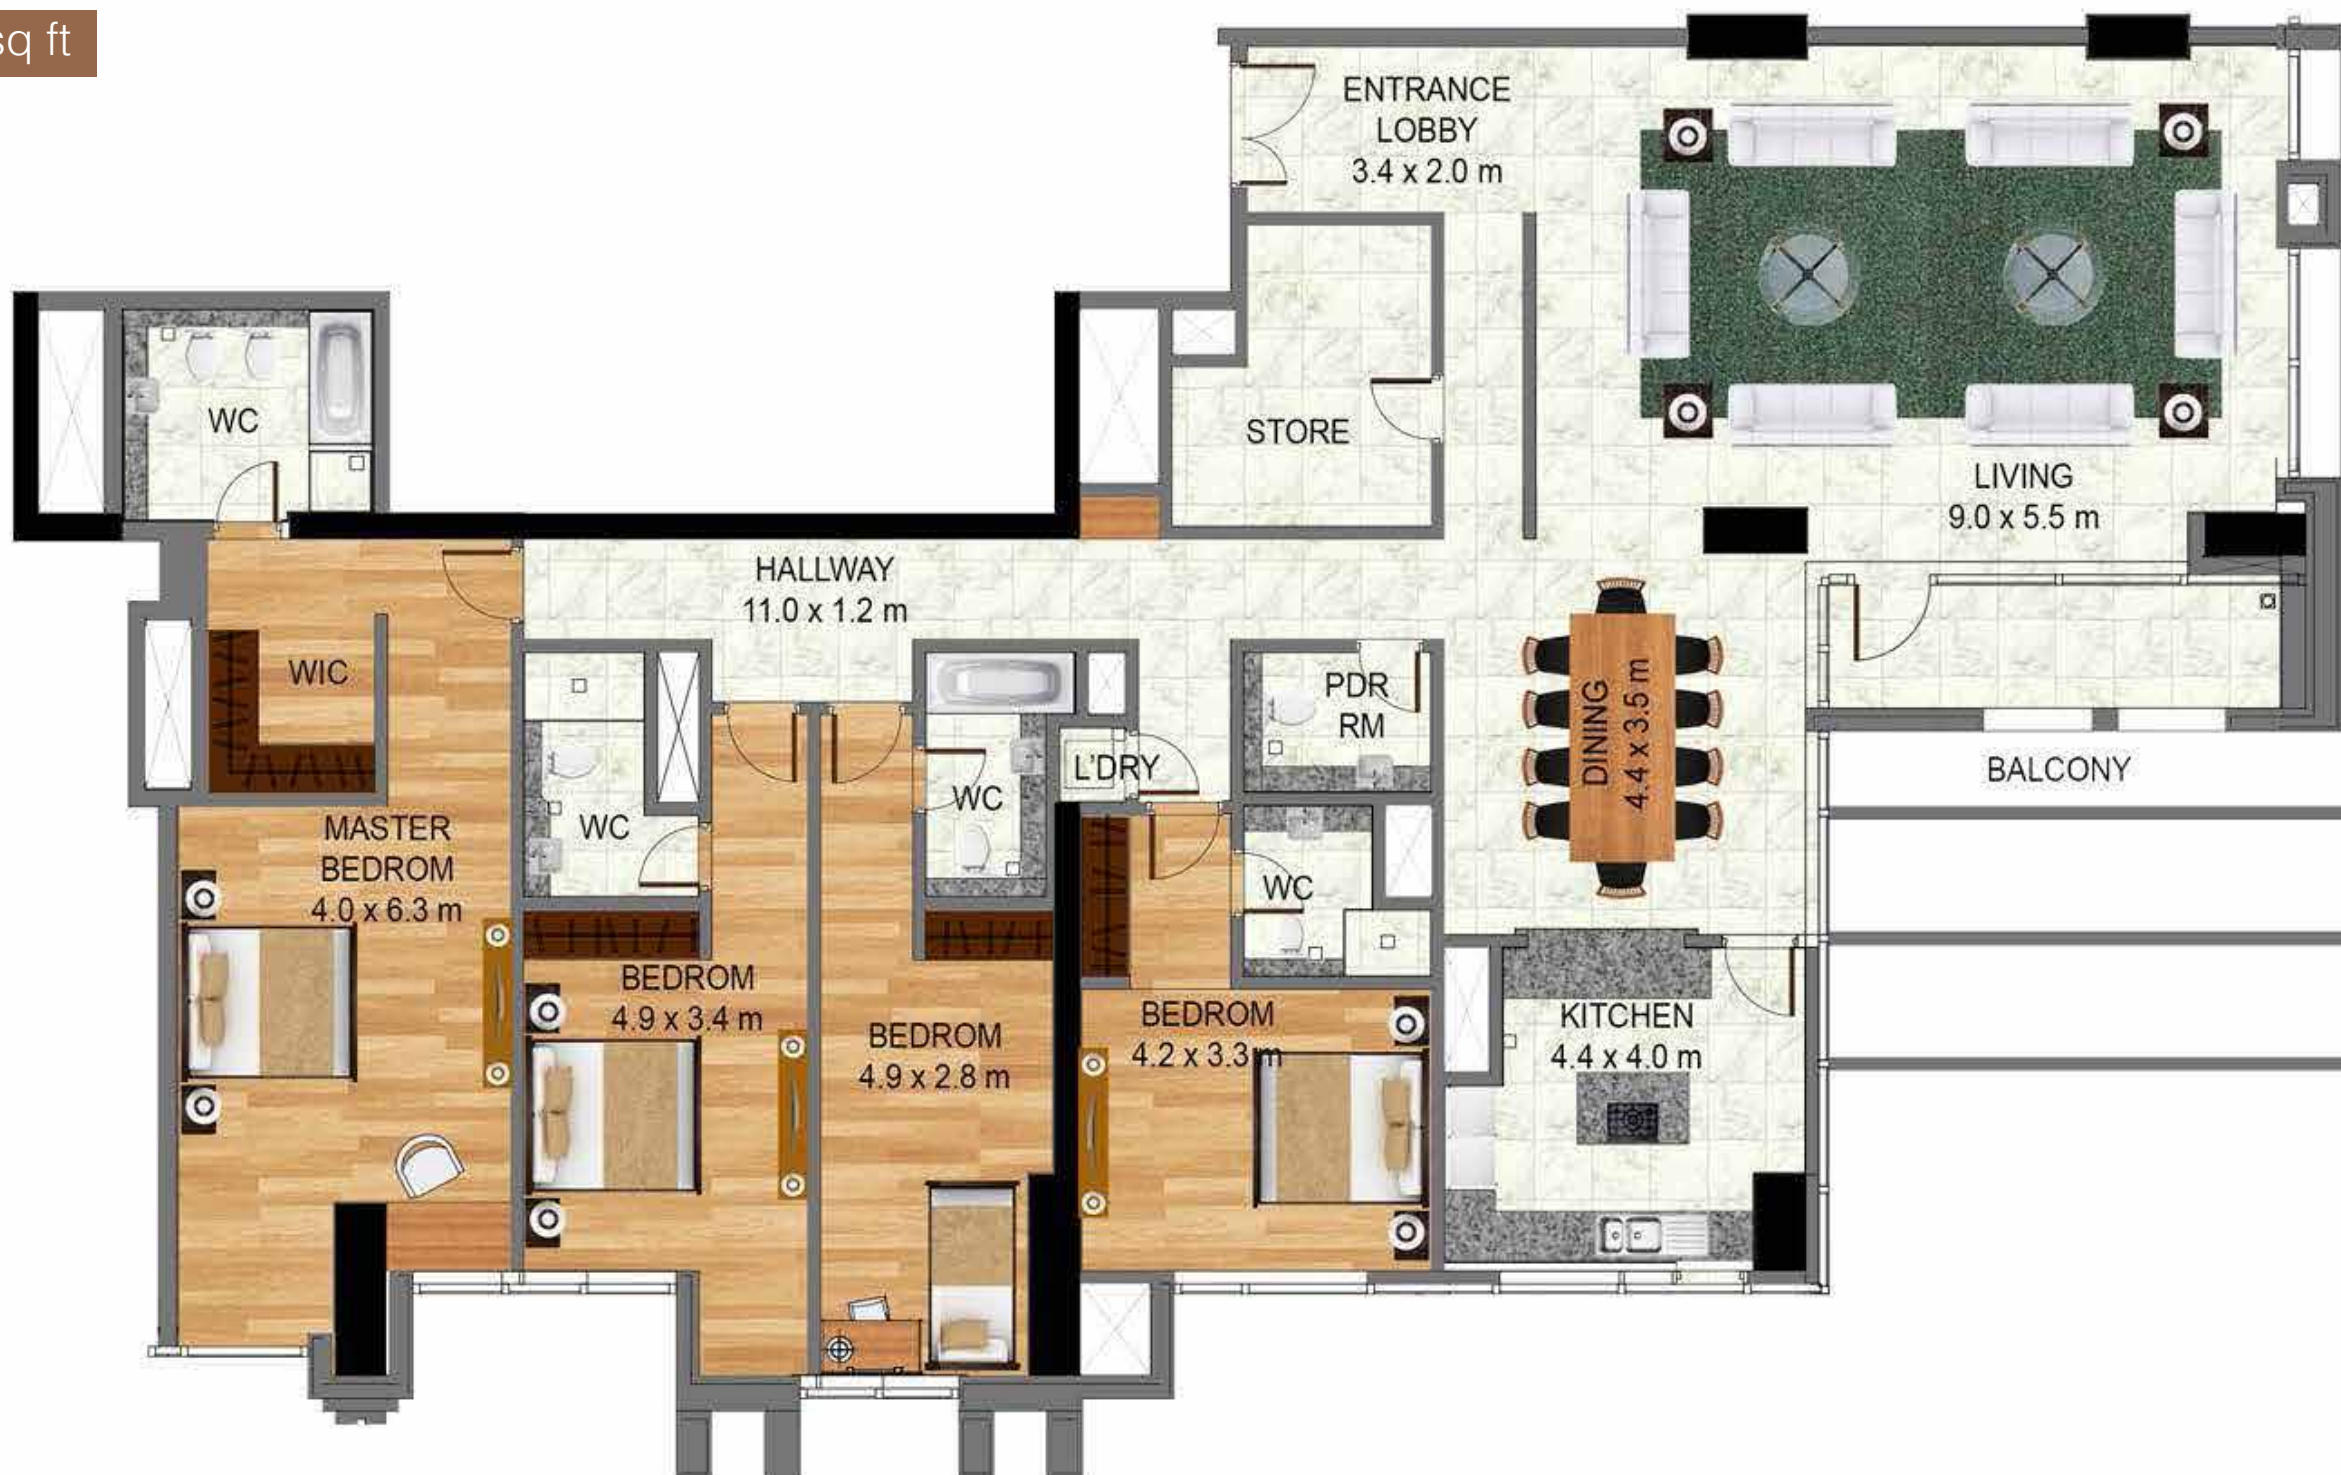 sq ft
ENTRANCE
LOBBY
3.4 x 2.0 m
STORE
LIVING
9.0 x 5.5 m
WC
HALLWAY
11.0 x 1.2 m
WIC
PDR
RM
DINING
4.4 x 3.5 m
BALCONY
L'DRY
WC
WC
WC
MASTER
BEDROM
4.0 x 6.3 m
BEDROM
4.9 x 3.4 m
BEDROM
4.9 x 2.8 m
BEDROM
4.2 x 3.3 m
KITCHEN
4.4 x 4.0 m